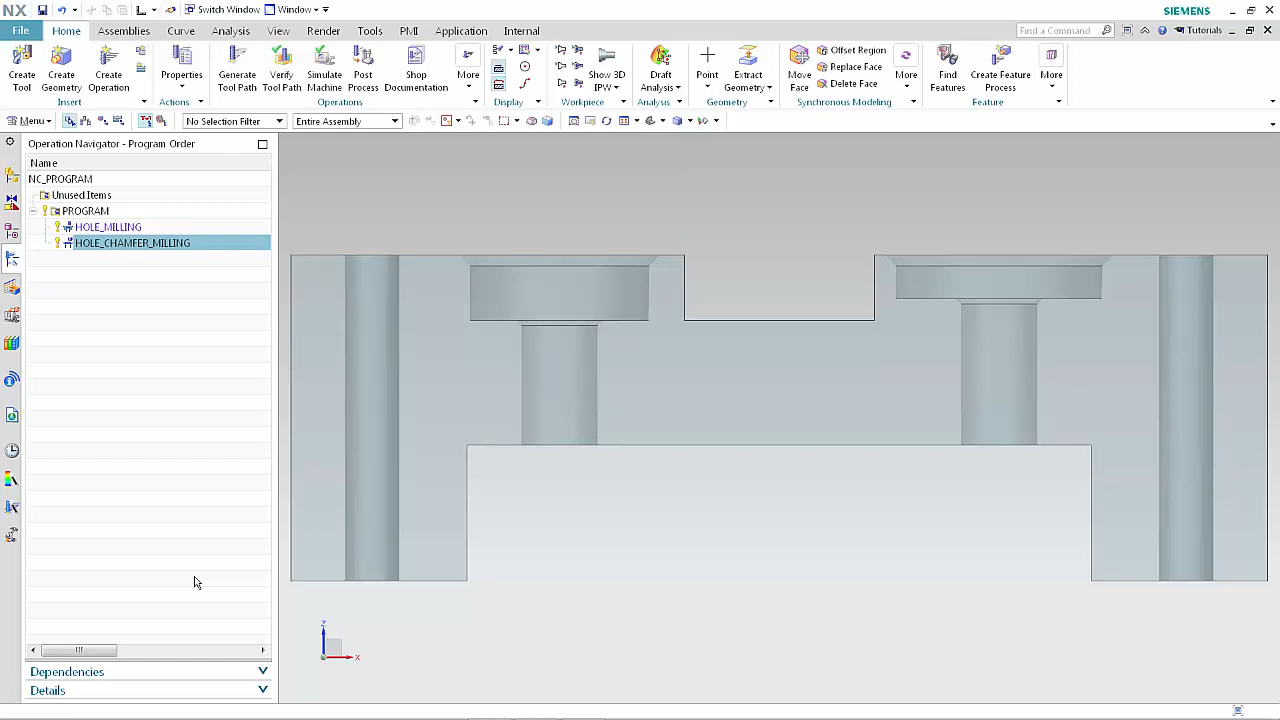 NX
Switch Window
Window
SIEMENS
File
Home
Assemblies
Curve
Analysis
View
Render
Tools
PMI
Application
Internal
Find a Command
Tutorials
Create Tool
Create Geometry
Create Operation
Insert
Properties
Actions
Generate Tool Path
Verify Tool Path
Simulate Machine
Post Process
Shop Documentation
More
Operations
Display
Show 3D IPW
Workpiece
Draft Analysis
Analysis
Point
Extract Geometry
Geometry
Move Face
Offset Region
Replace Face
Delete Face
More
Synchronous Modeling
Find Features
Create Feature Process
More
Feature
Menu
No Selection Filter
Entire Assembly
Operation Navigator - Program Order
Name
NC_PROGRAM
Unused Items
PROGRAM
HOLE_MILLING
HOLE_CHAMFER_MILLING
Z
X
Dependencies
Details